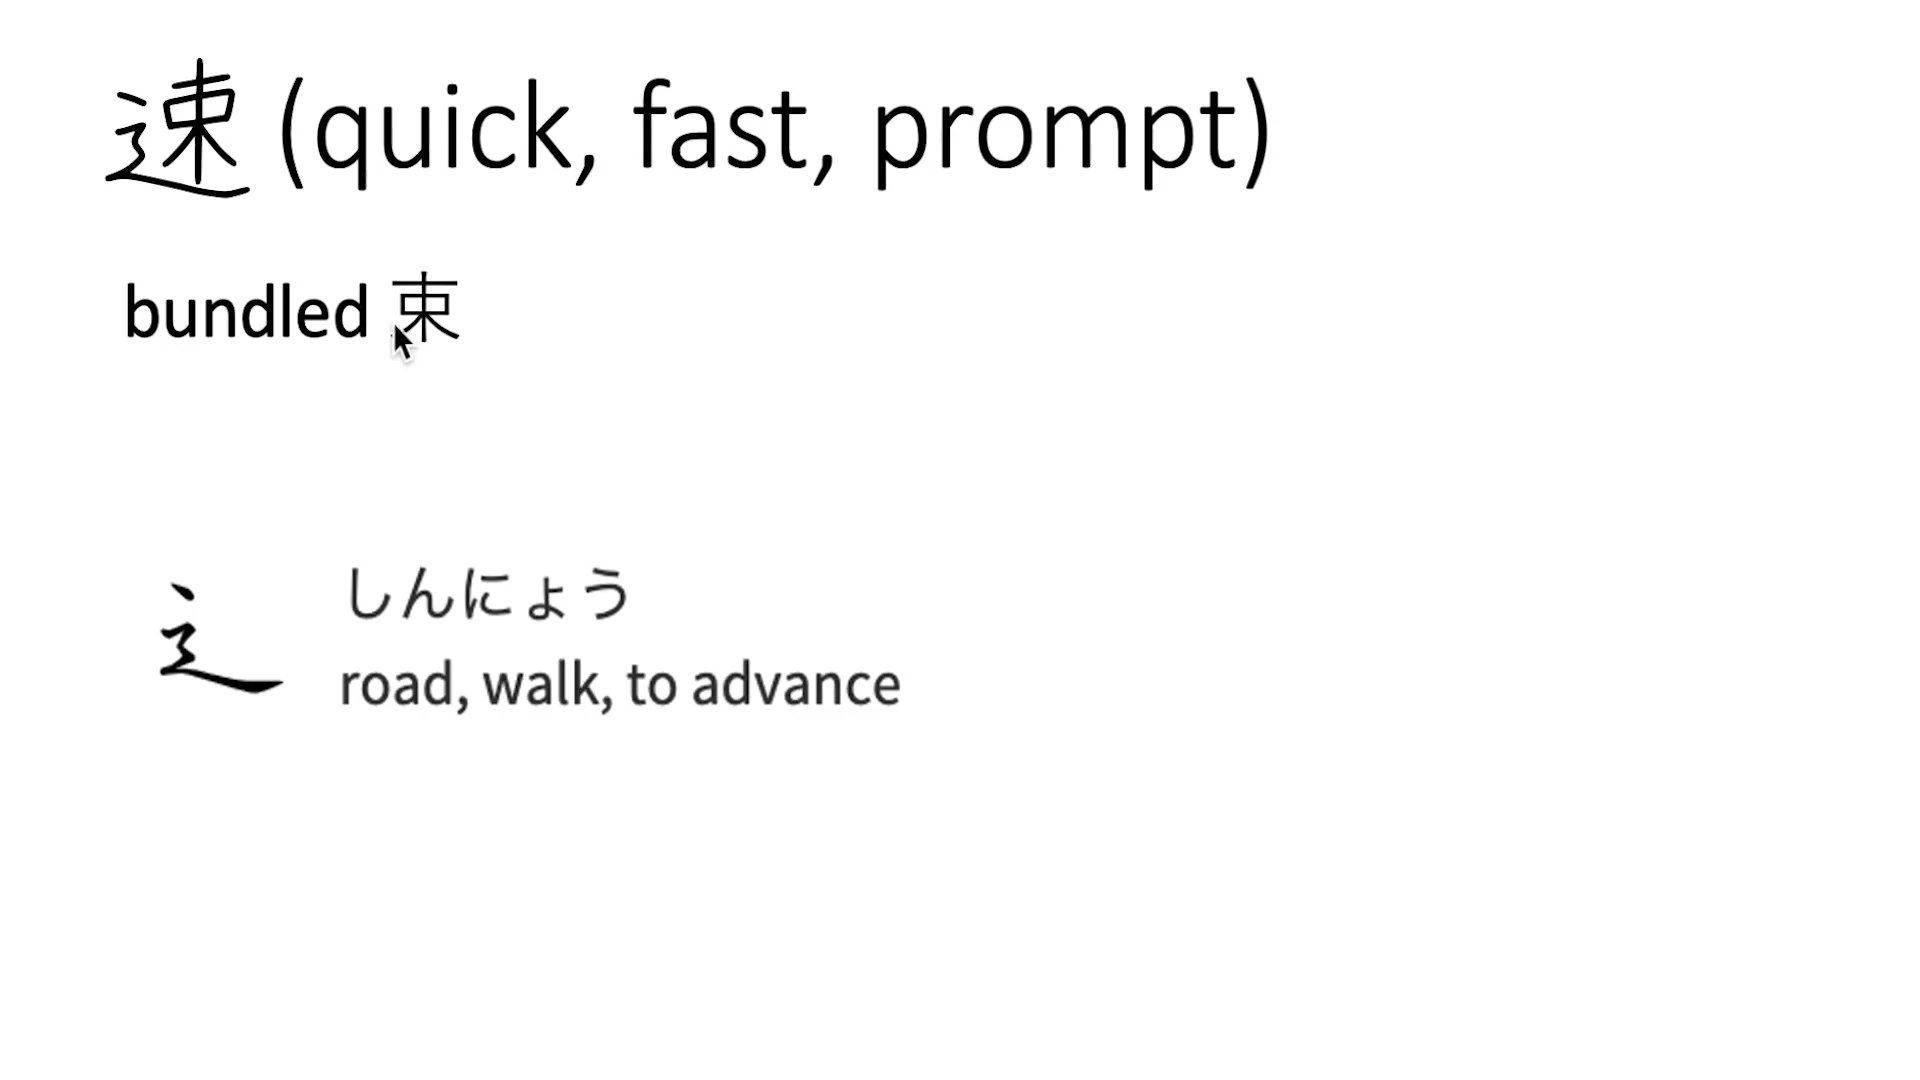 速 (quick, fast, prompt)
bundled 束
⻌ しんにょう
road, walk, to advance